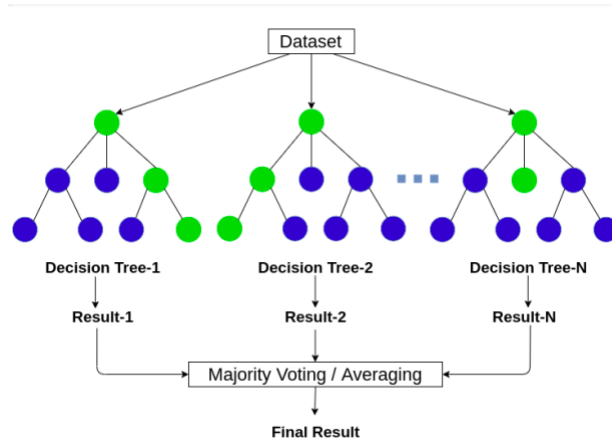 Dataset
Decision Tree-1 Decision Tree-2 Decision Tree-N
Result-1 Result-2 Result-N
Majority Voting / Averaging
Final Result